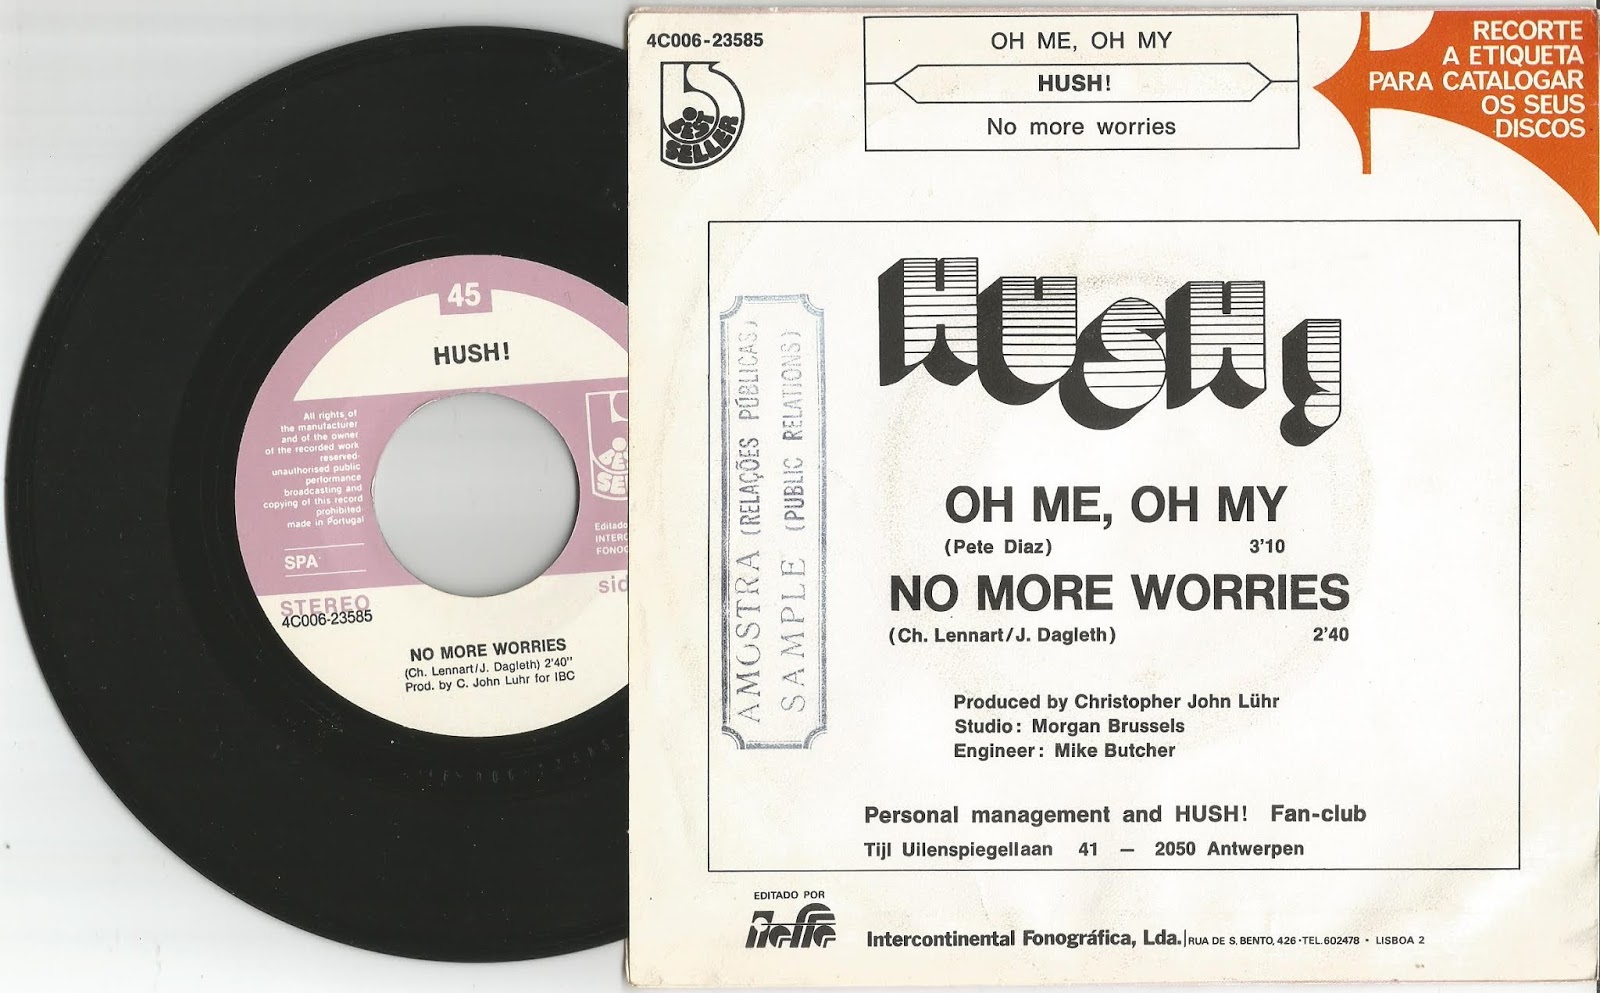 45
HUSH!
All rights of
the manufacturer
and of the owner
of the recorded work
reserved-
unauthorised public
performance
broadcasting and
copying of this record
prohibited
made in Portugal
SPA
STEREO
4C006-23585
Editado
INTERC
FONOG
sid
NO MORE WORRIES
(Ch. Lennart/J. Dagleth) 2'40"
Prod. by C. John Luhr for IBC
4C006-23585
BEST
SELLER
OH ME, OH MY
HUSH!
No more worries
RECORTE
A ETIQUETA
PARA CATALOGAR
OS SEUS
DISCOS
HUSH!
AMOSTRA (RELAÇÕES PÚBLICAS)
SAMPLE (PUBLIC RELATIONS)
OH ME, OH MY
(Pete Diaz) 3'10
NO MORE WORRIES
(Ch. Lennart/J. Dagleth) 2'40
Produced by Christopher John Lühr
Studio: Morgan Brussels
Engineer: Mike Butcher
Personal management and HUSH! Fan-club
Tijl Uilenspiegellaan 41 — 2050 Antwerpen
EDITADO POR
Intercontinental Fonográfica, Lda. RUA DE S. BENTO, 426 · TEL. 602478 · LISBOA 2